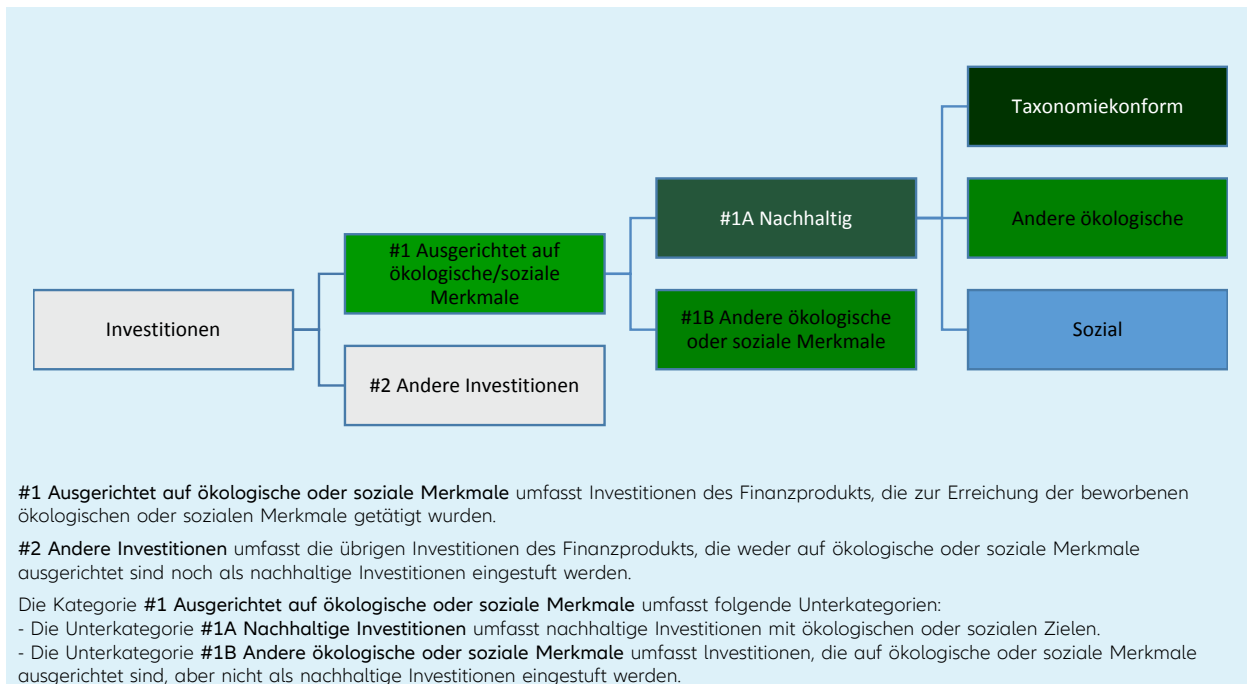 Taxonomiekonform
#1A Nachhaltig
Andere ökologische
#1 Ausgerichtet auf
ökologische/soziale
Merkmale
Investitionen
#1B Andere ökologische
oder soziale Merkmale
Sozial
#2 Andere Investitionen
#1 Ausgerichtet auf ökologische oder soziale Merkmale umfasst Investitionen des Finanzprodukts, die zur Erreichung der beworbenen
ökologischen oder sozialen Merkmale getätigt wurden.
#2 Andere Investitionen umfasst die übrigen Investitionen des Finanzprodukts, die weder auf ökologische oder soziale Merkmale
ausgerichtet sind noch als nachhaltige Investitionen eingestuft werden.
Die Kategorie #1 Ausgerichtet auf ökologische oder soziale Merkmale umfasst folgende Unterkategorien:
- Die Unterkategorie #1A Nachhaltige Investitionen umfasst nachhaltige Investitionen mit ökologischen oder sozialen Zielen.
- Die Unterkategorie #1B Andere ökologische oder soziale Merkmale umfasst Investitionen, die auf ökologische oder soziale Merkmale
ausgerichtet sind, aber nicht als nachhaltige Investitionen eingestuft werden.